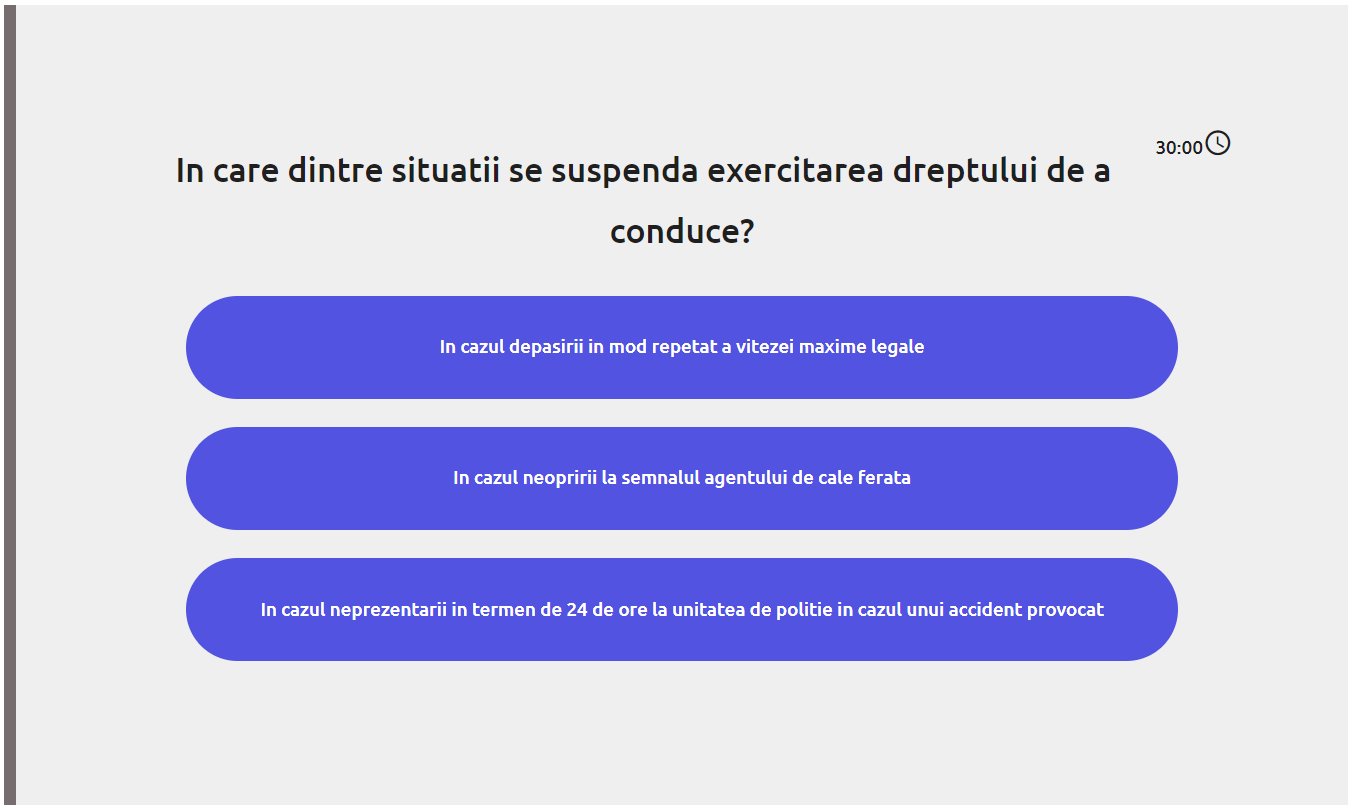 30:00
In care dintre situatii se suspenda exercitarea dreptului de a
conduce?
In cazul depasirii in mod repetat a vitezei maxime legale
In cazul neopririi la semnalul agentului de cale ferata
In cazul neprezentarii in termen de 24 de ore la unitatea de politie in cazul unui accident provocat